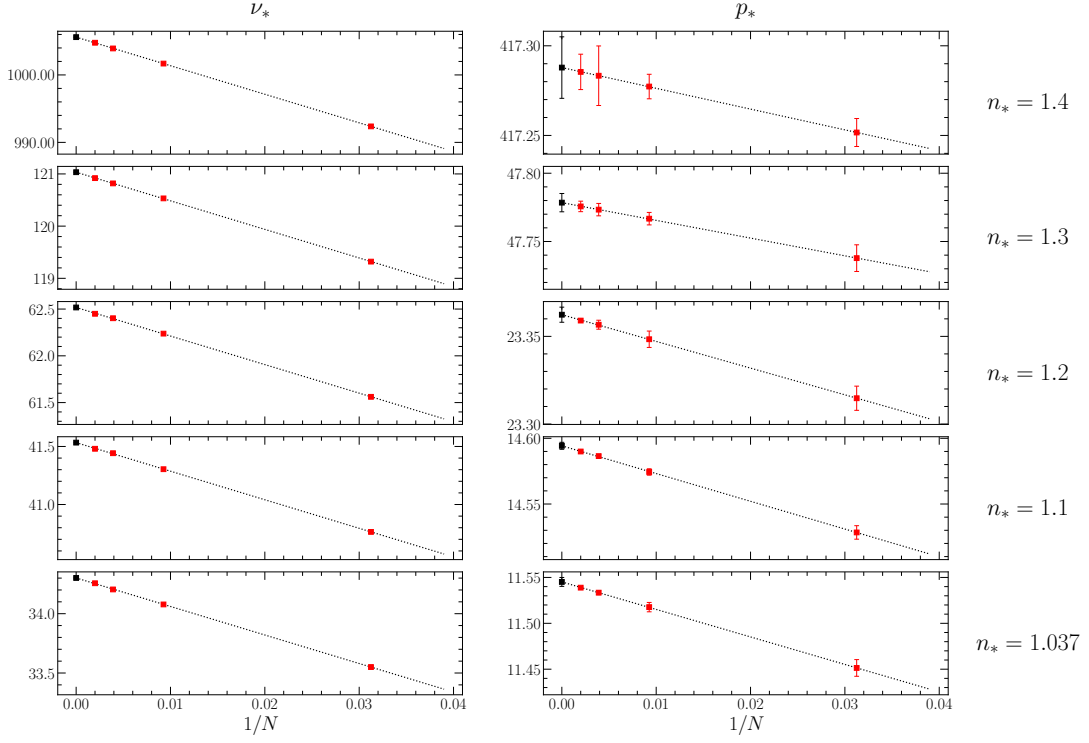 ν* p*
1000.00
990.00
417.30
417.25
n* = 1.4
121
120
119
47.80
47.75
n* = 1.3
62.5
62.0
61.5
23.35
23.30
n* = 1.2
41.5
41.0
14.60
14.55
n* = 1.1
34.0
33.5
11.55
11.50
11.45
n* = 1.037
0.00 0.01 0.02 0.03 0.04 0.00 0.01 0.02 0.03 0.04
1/N 1/N